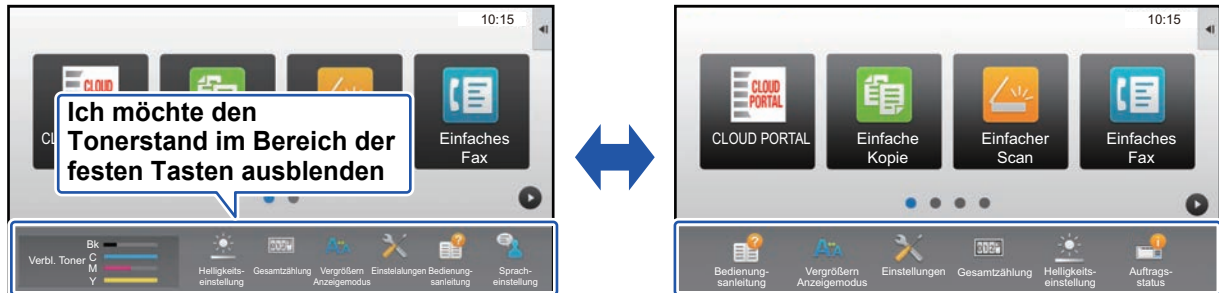 10:15
CLOUD
Ich möchte den
Tonerstand im Bereich der
festen Tasten ausblenden
CL
Einfaches
Fax
Verbl. Toner
Bk
C
M
Y
Helligkeits-
einstellung
Gesamtzählung
Vergrößern
Anzeigemodus
Einstelalungen
Bedienung-
sanleitung
Sprach-
einstellung
10:15
CLOUD
PORTAL
CLOUD PORTAL
Einfache
Kopie
Einfacher
Scan
Einfaches
Fax
Bedienung-
sanleitung
Vergrößern
Anzeigemodus
Einstellungen
Gesamtzählung
Helligkeits-
einstellung
Auftrags-
status